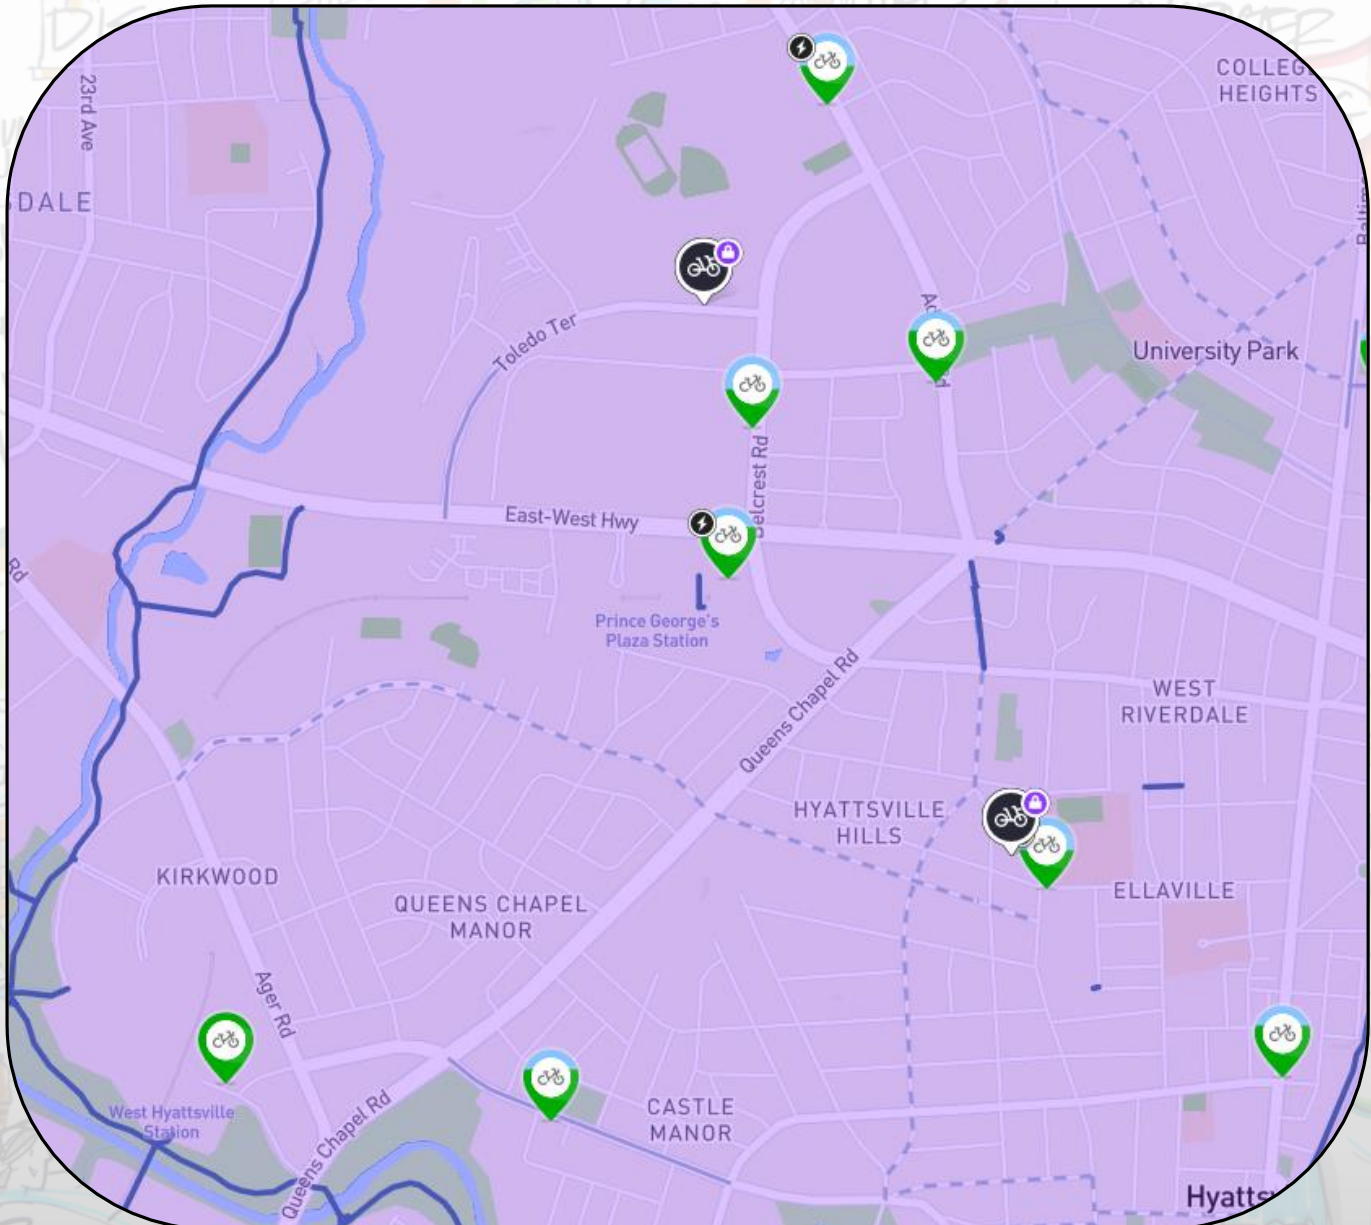 COLLEGE
HEIGHTS
23rd Ave
DALE
Toledo Ter
University Park
Belcrest Rd
East-West Hwy
Rd
Prince George's
Plaza Station
Queens Chapel Rd
WEST
RIVERDALE
HYATTSVILLE
HILLS
KIRKWOOD
QUEENS CHAPEL
MANOR
ELLAVILLE
Ager Rd
West Hyattsville
Station
Queens Chapel Rd
CASTLE
MANOR
Hyatts